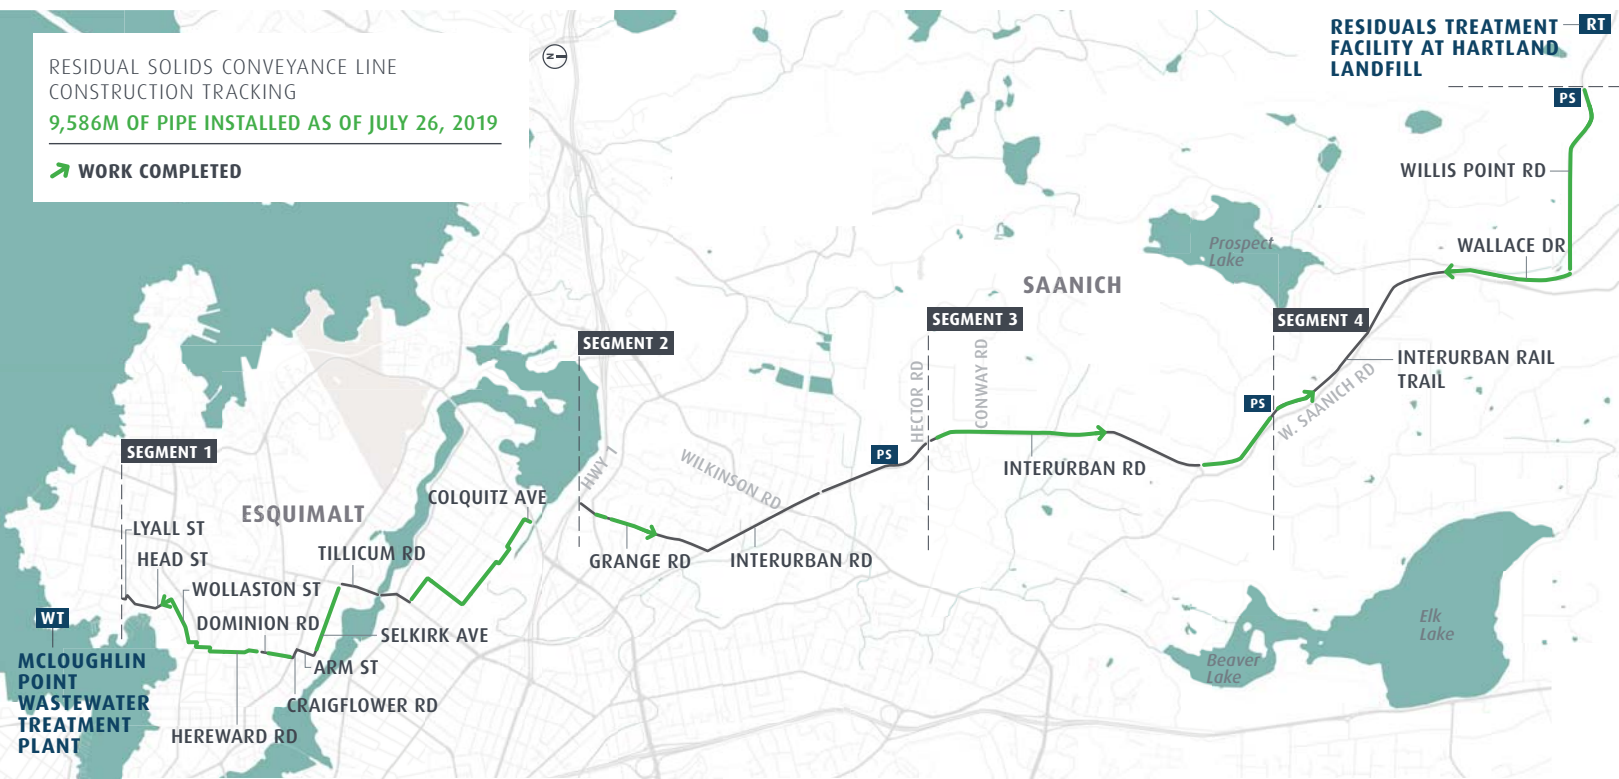 RESIDUAL SOLIDS CONVEYANCE LINE
CONSTRUCTION TRACKING
9,586M OF PIPE INSTALLED AS OF JULY 26, 2019
WORK COMPLETED
N
RESIDUALS TREATMENT
FACILITY AT HARTLAND
LANDFILL
RT
PS
WILLIS POINT RD
WALLACE DR
Prospect
Lake
SAANICH
SEGMENT 3
SEGMENT 4
SEGMENT 2
INTERURBAN RAIL
TRAIL
W. SAANICH RD
PS
HECTOR RD
CONWAY RD
INTERURBAN RD
PS
WILKINSON RD
HWY 1
SEGMENT 1
COLQUITZ AVE
ESQUIMALT
LYALL ST
HEAD ST
TILLICUM RD
GRANGE RD
INTERURBAN RD
WOLLASTON ST
DOMINION RD
SELKIRK AVE
ARM ST
CRAIGFLOWER RD
HEREWARD RD
WT
MCLOUGHLIN
POINT
WASTEWATER
TREATMENT
PLANT
Elk
Lake
Beaver
Lake